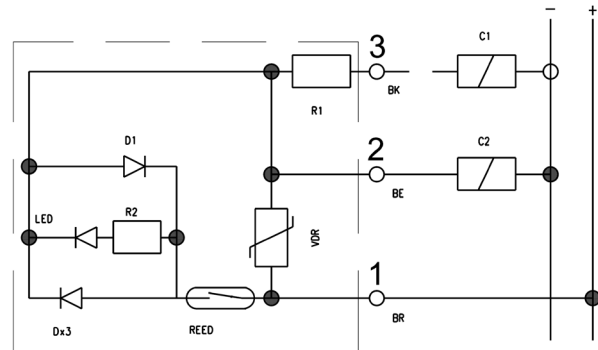 − +
3 C1
BK
R1
D1
2 C2
BE
LED R2
VDR
1
BR
Dx3 REED